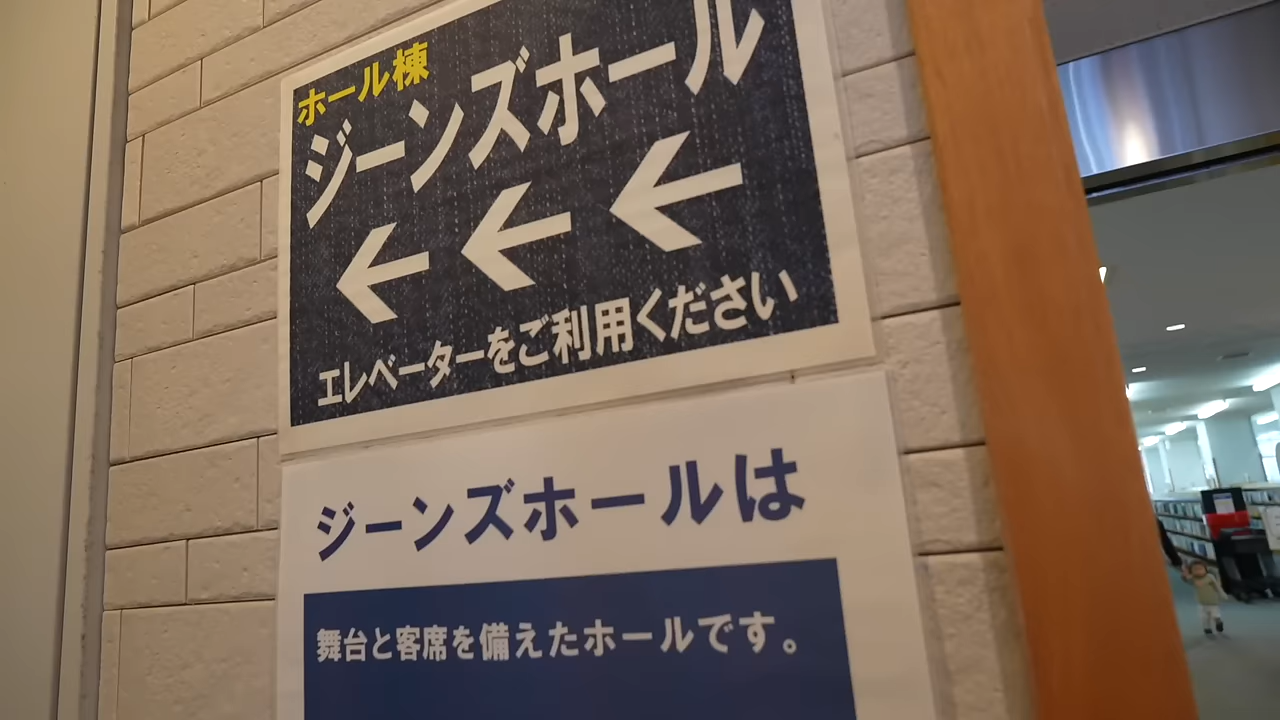 ホール棟
ジーンズホール
エレベーターをご利用ください
ジーンズホールは
舞台と客席を備えたホールです。